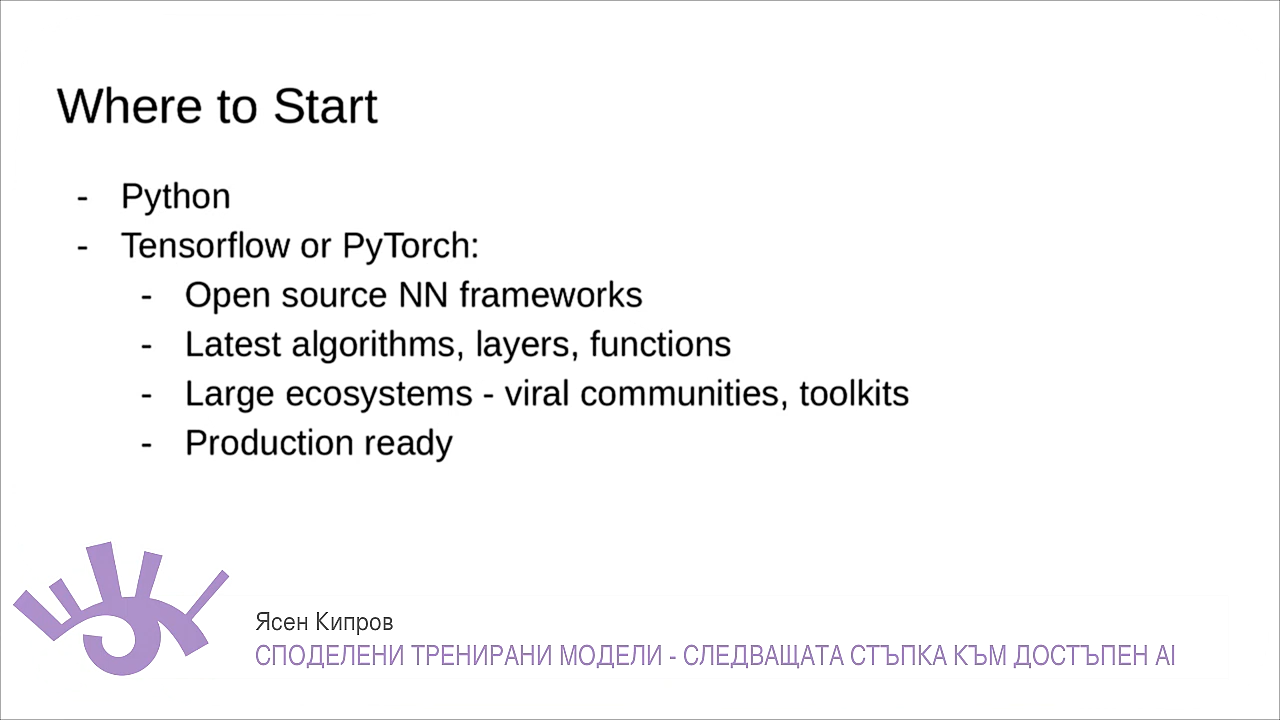 Where to Start
- Python
- Tensorflow or PyTorch:
- Open source NN frameworks
- Latest algorithms, layers, functions
- Large ecosystems - viral communities, toolkits
- Production ready
Ясен Кипров
СПОДЕЛЕНИ ТРЕНИРАНИ МОДЕЛИ - СЛЕДВАЩАТА СТЪПКА КЪМ ДОСТЪПЕН AI